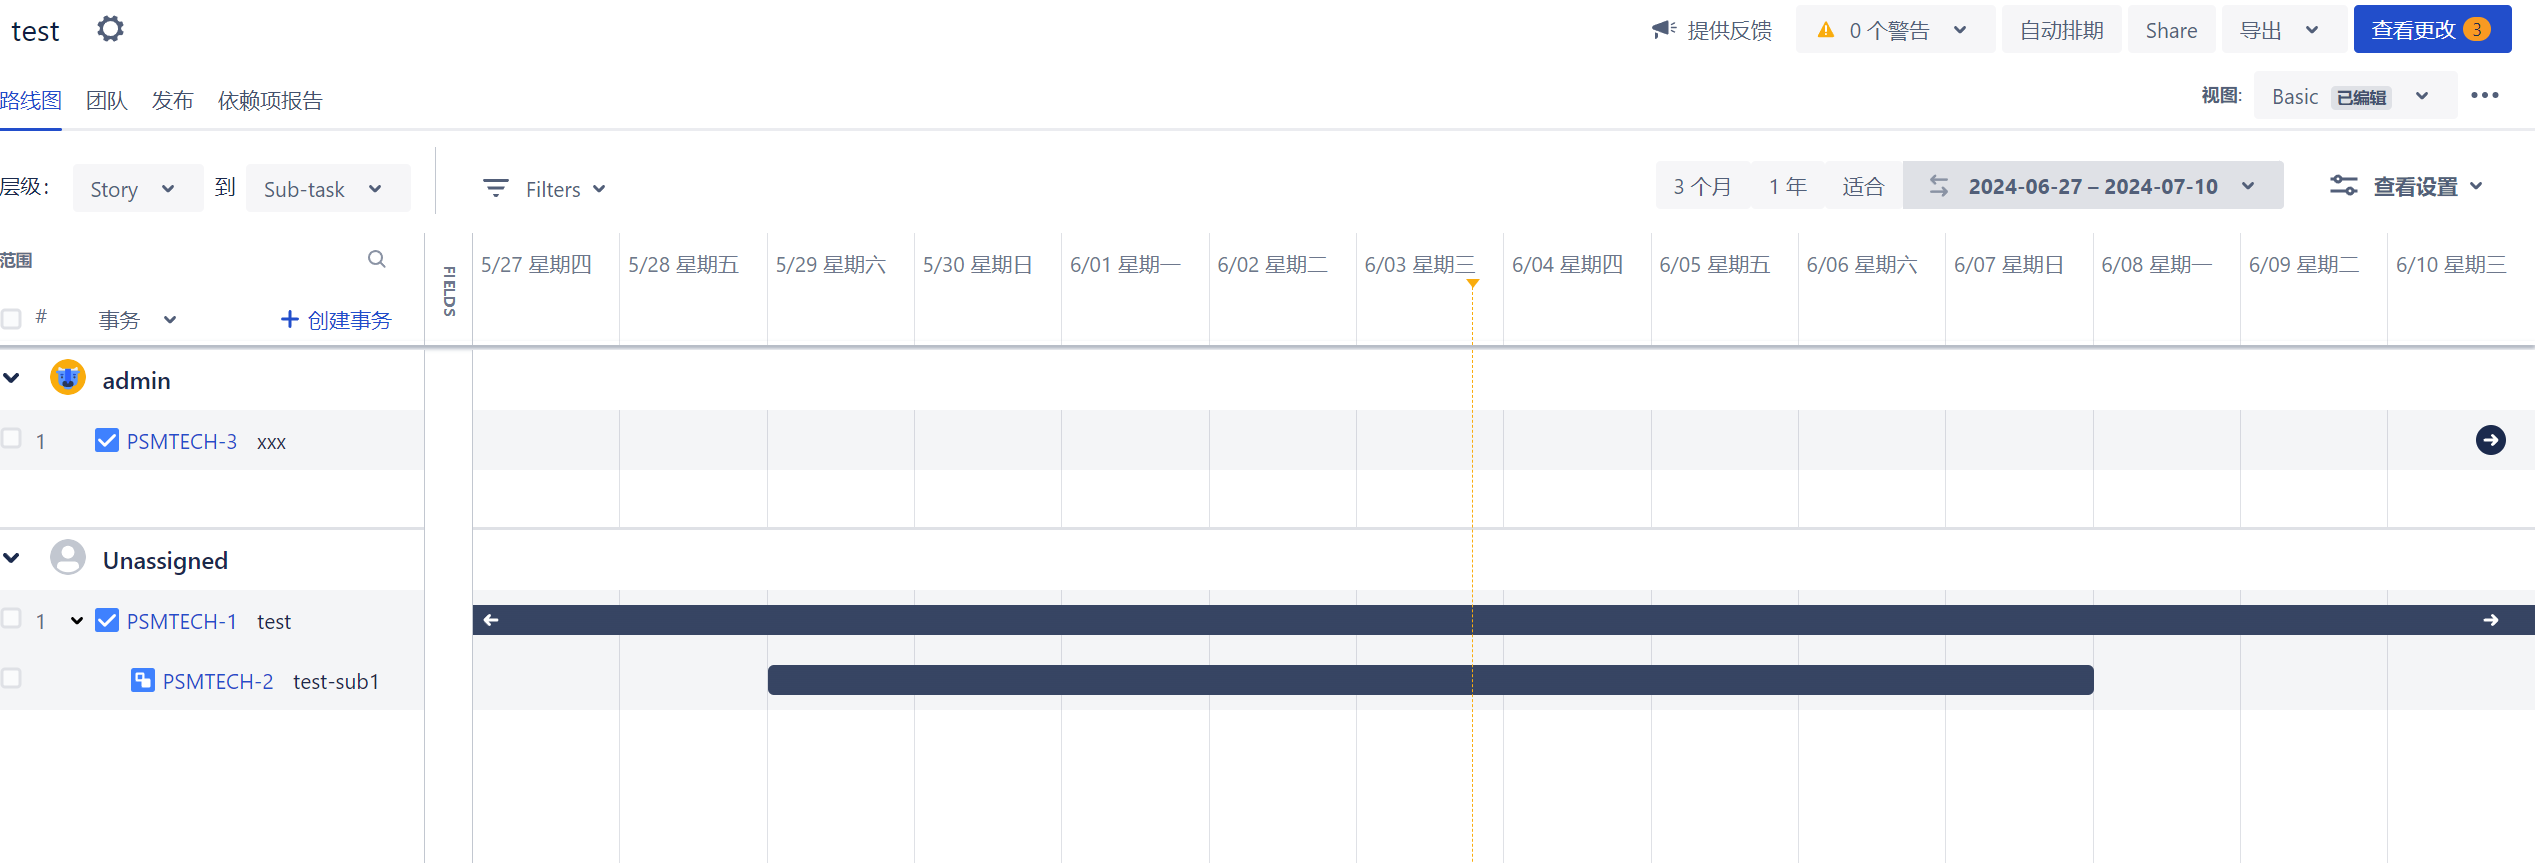 test
提供反馈 0 个警告 自动排期 Share 导出 查看更改 3
路线图 团队 发布 依赖项报告
视图: Basic 已编辑
层级: Story 到 Sub-task Filters 3 个月 1 年 适合 2024-06-27 – 2024-07-10 查看设置
范围 FIELDS 5/27 星期四 5/28 星期五 5/29 星期六 5/30 星期日 6/01 星期一 6/02 星期二 6/03 星期三 6/04 星期四 6/05 星期五 6/06 星期六 6/07 星期日 6/08 星期一 6/09 星期二 6/10 星期三
# 事务 + 创建事务
admin
1 PSMTECH-3 xxx
Unassigned
1 PSMTECH-1 test
PSMTECH-2 test-sub1